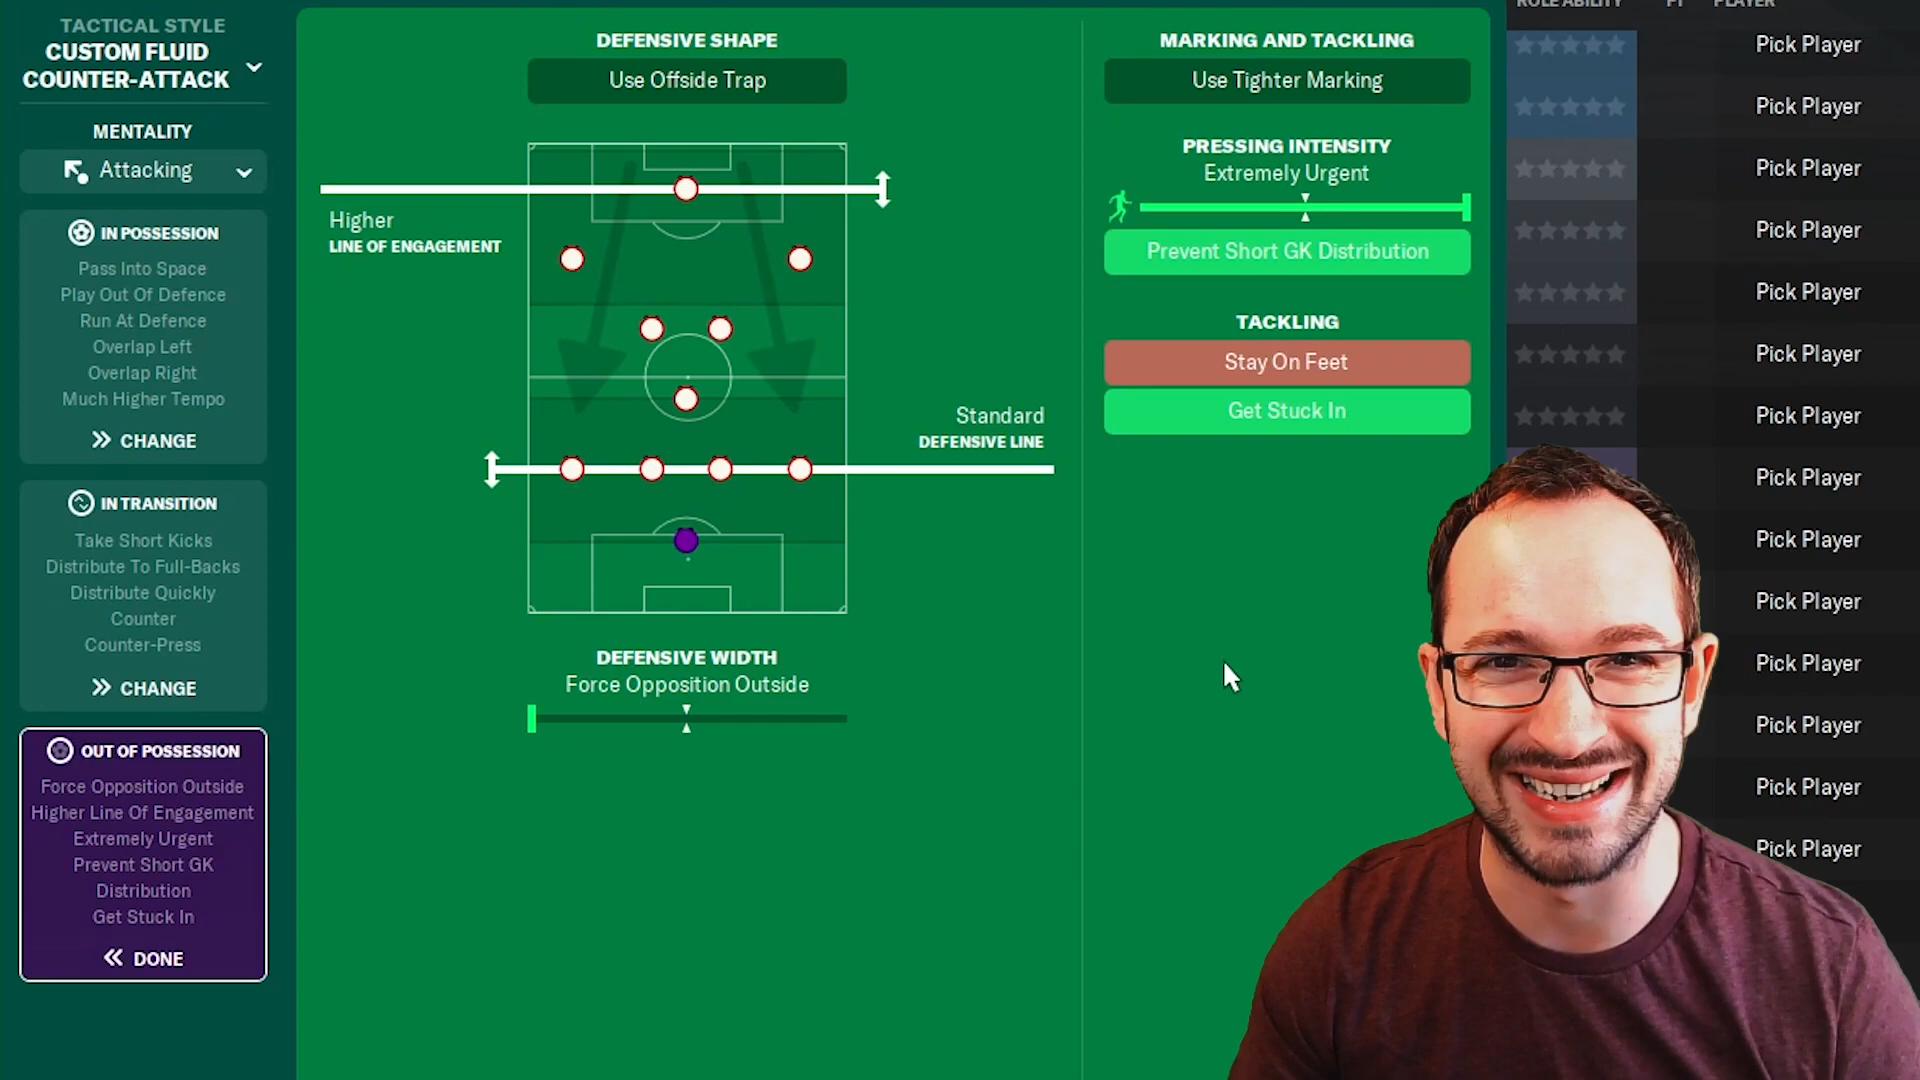 TACTICAL STYLE
CUSTOM FLUID
COUNTER-ATTACK
MENTALITY
Attacking
IN POSSESSION
Pass Into Space
Play Out Of Defence
Run At Defence
Overlap Left
Overlap Right
Much Higher Tempo
CHANGE
IN TRANSITION
Take Short Kicks
Distribute To Full-Backs
Distribute Quickly
Counter
Counter-Press
CHANGE
OUT OF POSSESSION
Force Opposition Outside
Higher Line Of Engagement
Extremely Urgent
Prevent Short GK
Distribution
Get Stuck In
DONE
DEFENSIVE SHAPE
Use Offside Trap
Higher
LINE OF ENGAGEMENT
Standard
DEFENSIVE LINE
DEFENSIVE WIDTH
Force Opposition Outside
MARKING AND TACKLING
Use Tighter Marking
PRESSING INTENSITY
Extremely Urgent
Prevent Short GK Distribution
TACKLING
Stay On Feet
Get Stuck In
ROLE ABILITY PLAYER
Pick Player
Pick Player
Pick Player
Pick Player
Pick Player
Pick Player
Pick Player
Pick Player
Pick Player
Pick Player
Pick Player
Pick Player
Pick Player
Pick Player